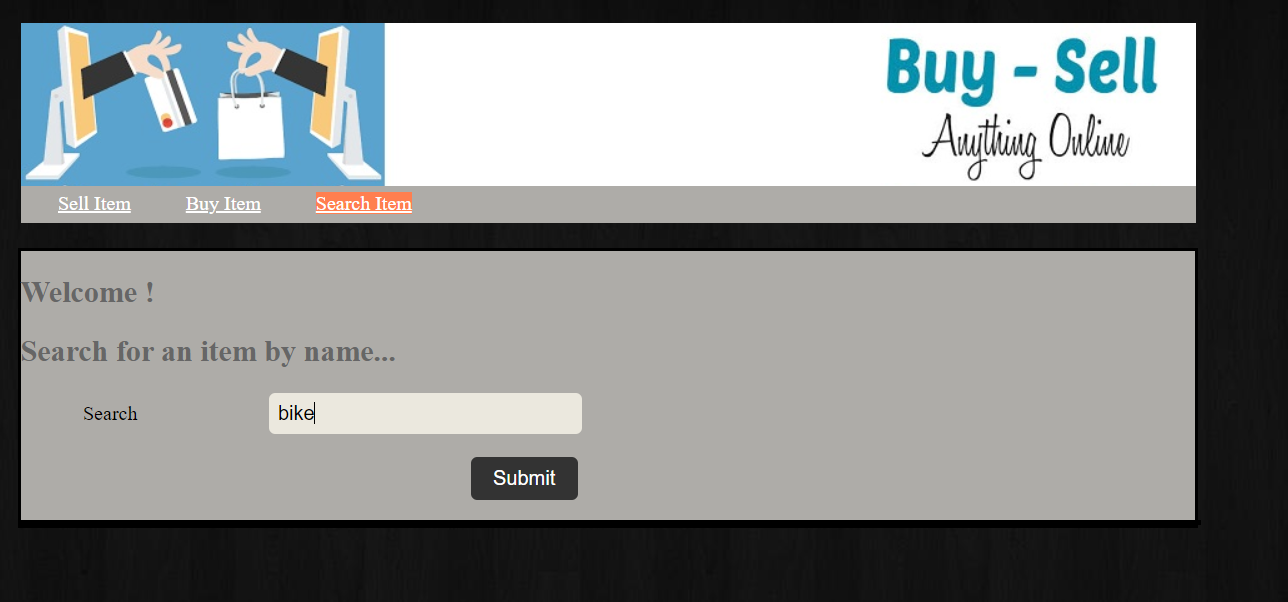 Buy - Sell
Anything Online
Sell Item Buy Item Search Item
Welcome !
Search for an item by name...
Search bike
Submit